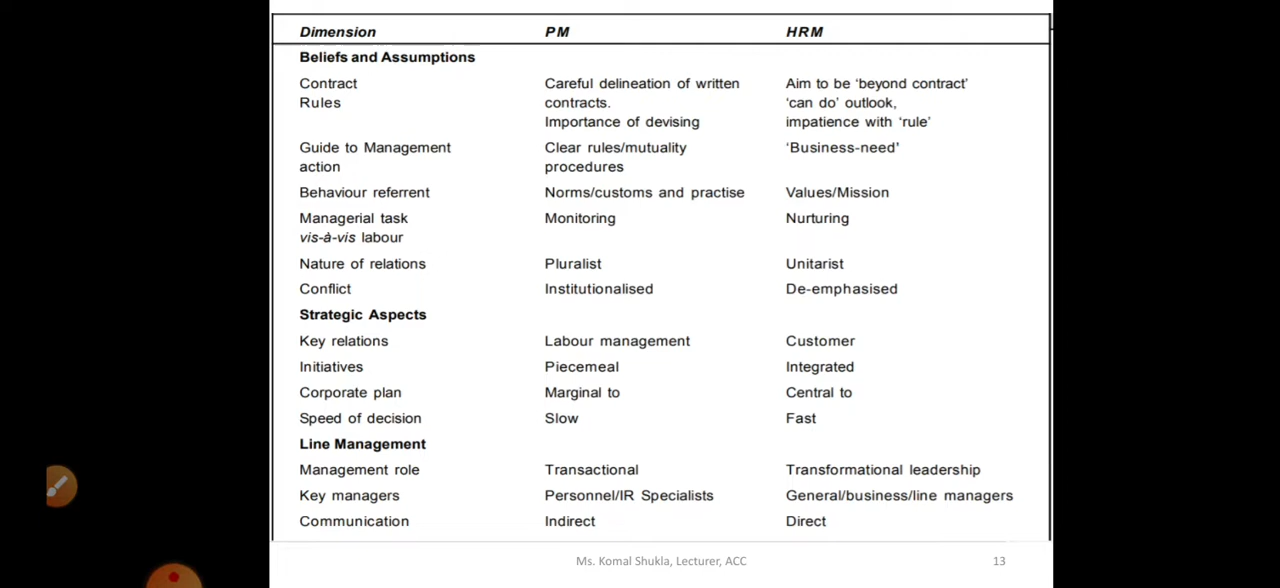 Dimension PM HRM
Beliefs and Assumptions
Contract Careful delineation of written Aim to be ‘beyond contract’
Rules contracts. ‘can do’ outlook,
Importance of devising impatience with ‘rule’
Guide to Management Clear rules/mutuality ‘Business-need’
action procedures
Behaviour referrent Norms/customs and practise Values/Mission
Managerial task Monitoring Nurturing
vis-à-vis labour
Nature of relations Pluralist Unitarist
Conflict Institutionalised De-emphasised
Strategic Aspects
Key relations Labour management Customer
Initiatives Piecemeal Integrated
Corporate plan Marginal to Central to
Speed of decision Slow Fast
Line Management
Management role Transactional Transformational leadership
Key managers Personnel/IR Specialists General/business/line managers
Communication Indirect Direct
Ms. Komal Shukla, Lecturer, ACC 13